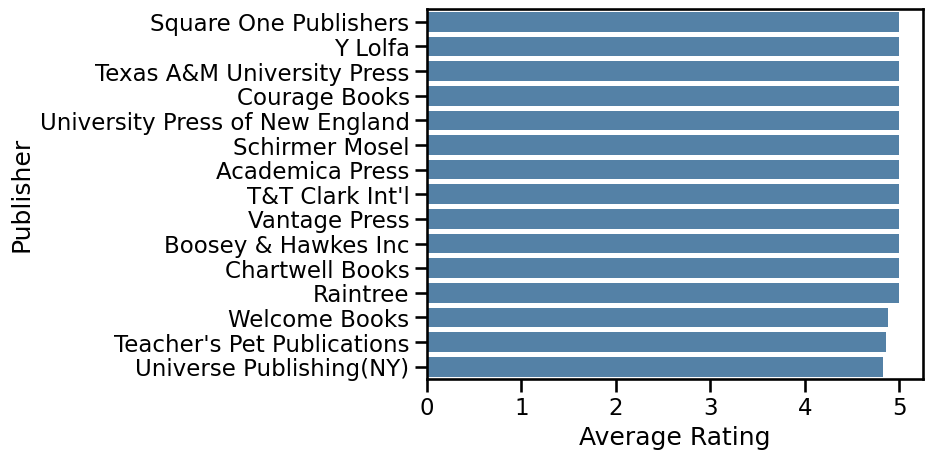 Square One Publishers
Y Lolfa
Texas A&M University Press
Courage Books
University Press of New England
Schirmer Mosel
Academica Press
T&T Clark Int'l
Vantage Press
Boosey & Hawkes Inc
Chartwell Books
Raintree
Welcome Books
Teacher's Pet Publications
Universe Publishing(NY)
Publisher
0 1 2 3 4 5
Average Rating